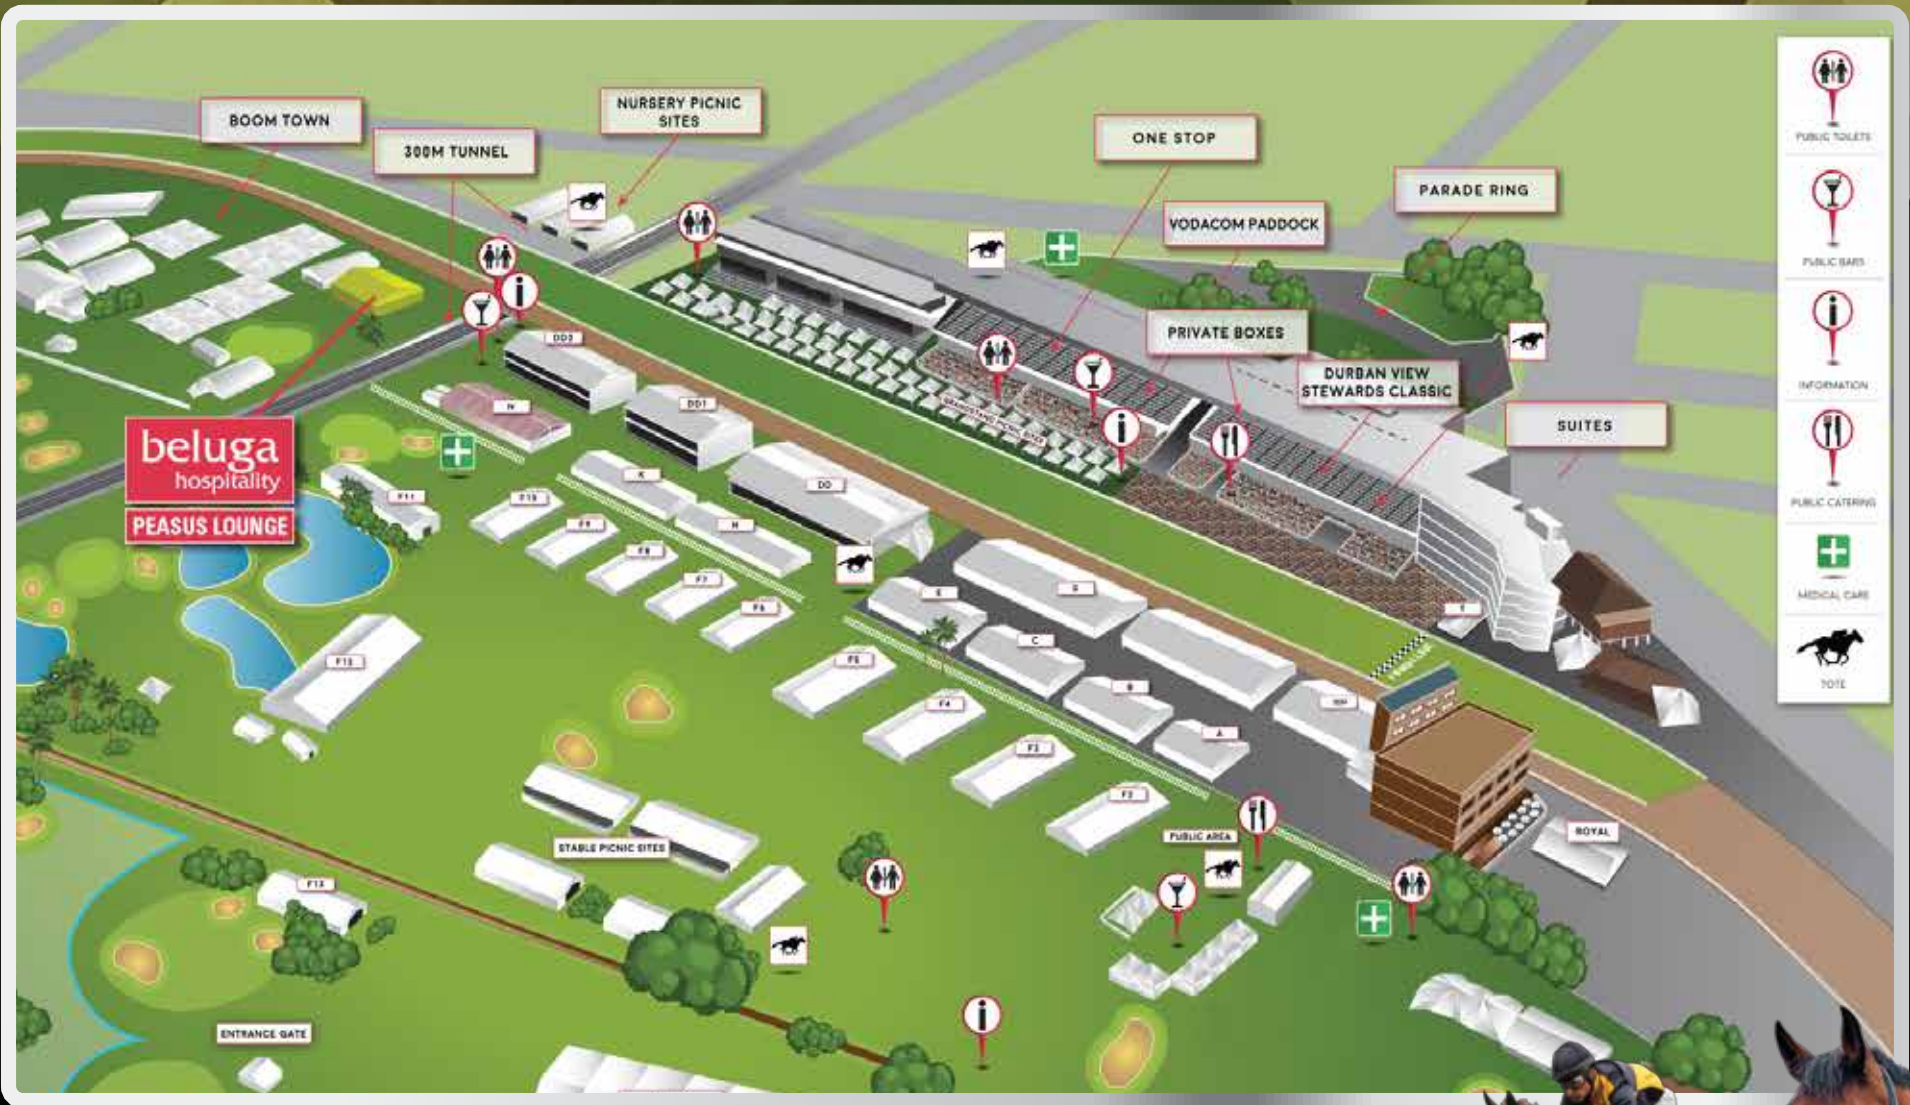 BOOM TOWN
300M TUNNEL
NURSERY PICNIC
SITES
ONE STOP
VODACOM PADDOCK
PARADE RING
PRIVATE BOXES
DURBAN VIEW
STEWARDS CLASSIC
SUITES
PUBLIC TOILETS
PUBLIC BARS
INFORMATION
PUBLIC CATERING
MEDICAL CARE
TOTE
beluga
hospitality
PEASUS LOUNGE
GRANDSTAND PICNIC SITES
DD2
DD1
DD
K
F11
F10
F9
F8
F7
F6
F5
F4
F3
F2
E
C
B
A
F12
F13
STABLE PICNIC SITES
PUBLIC AREA
ROYAL
ENTRANCE GATE